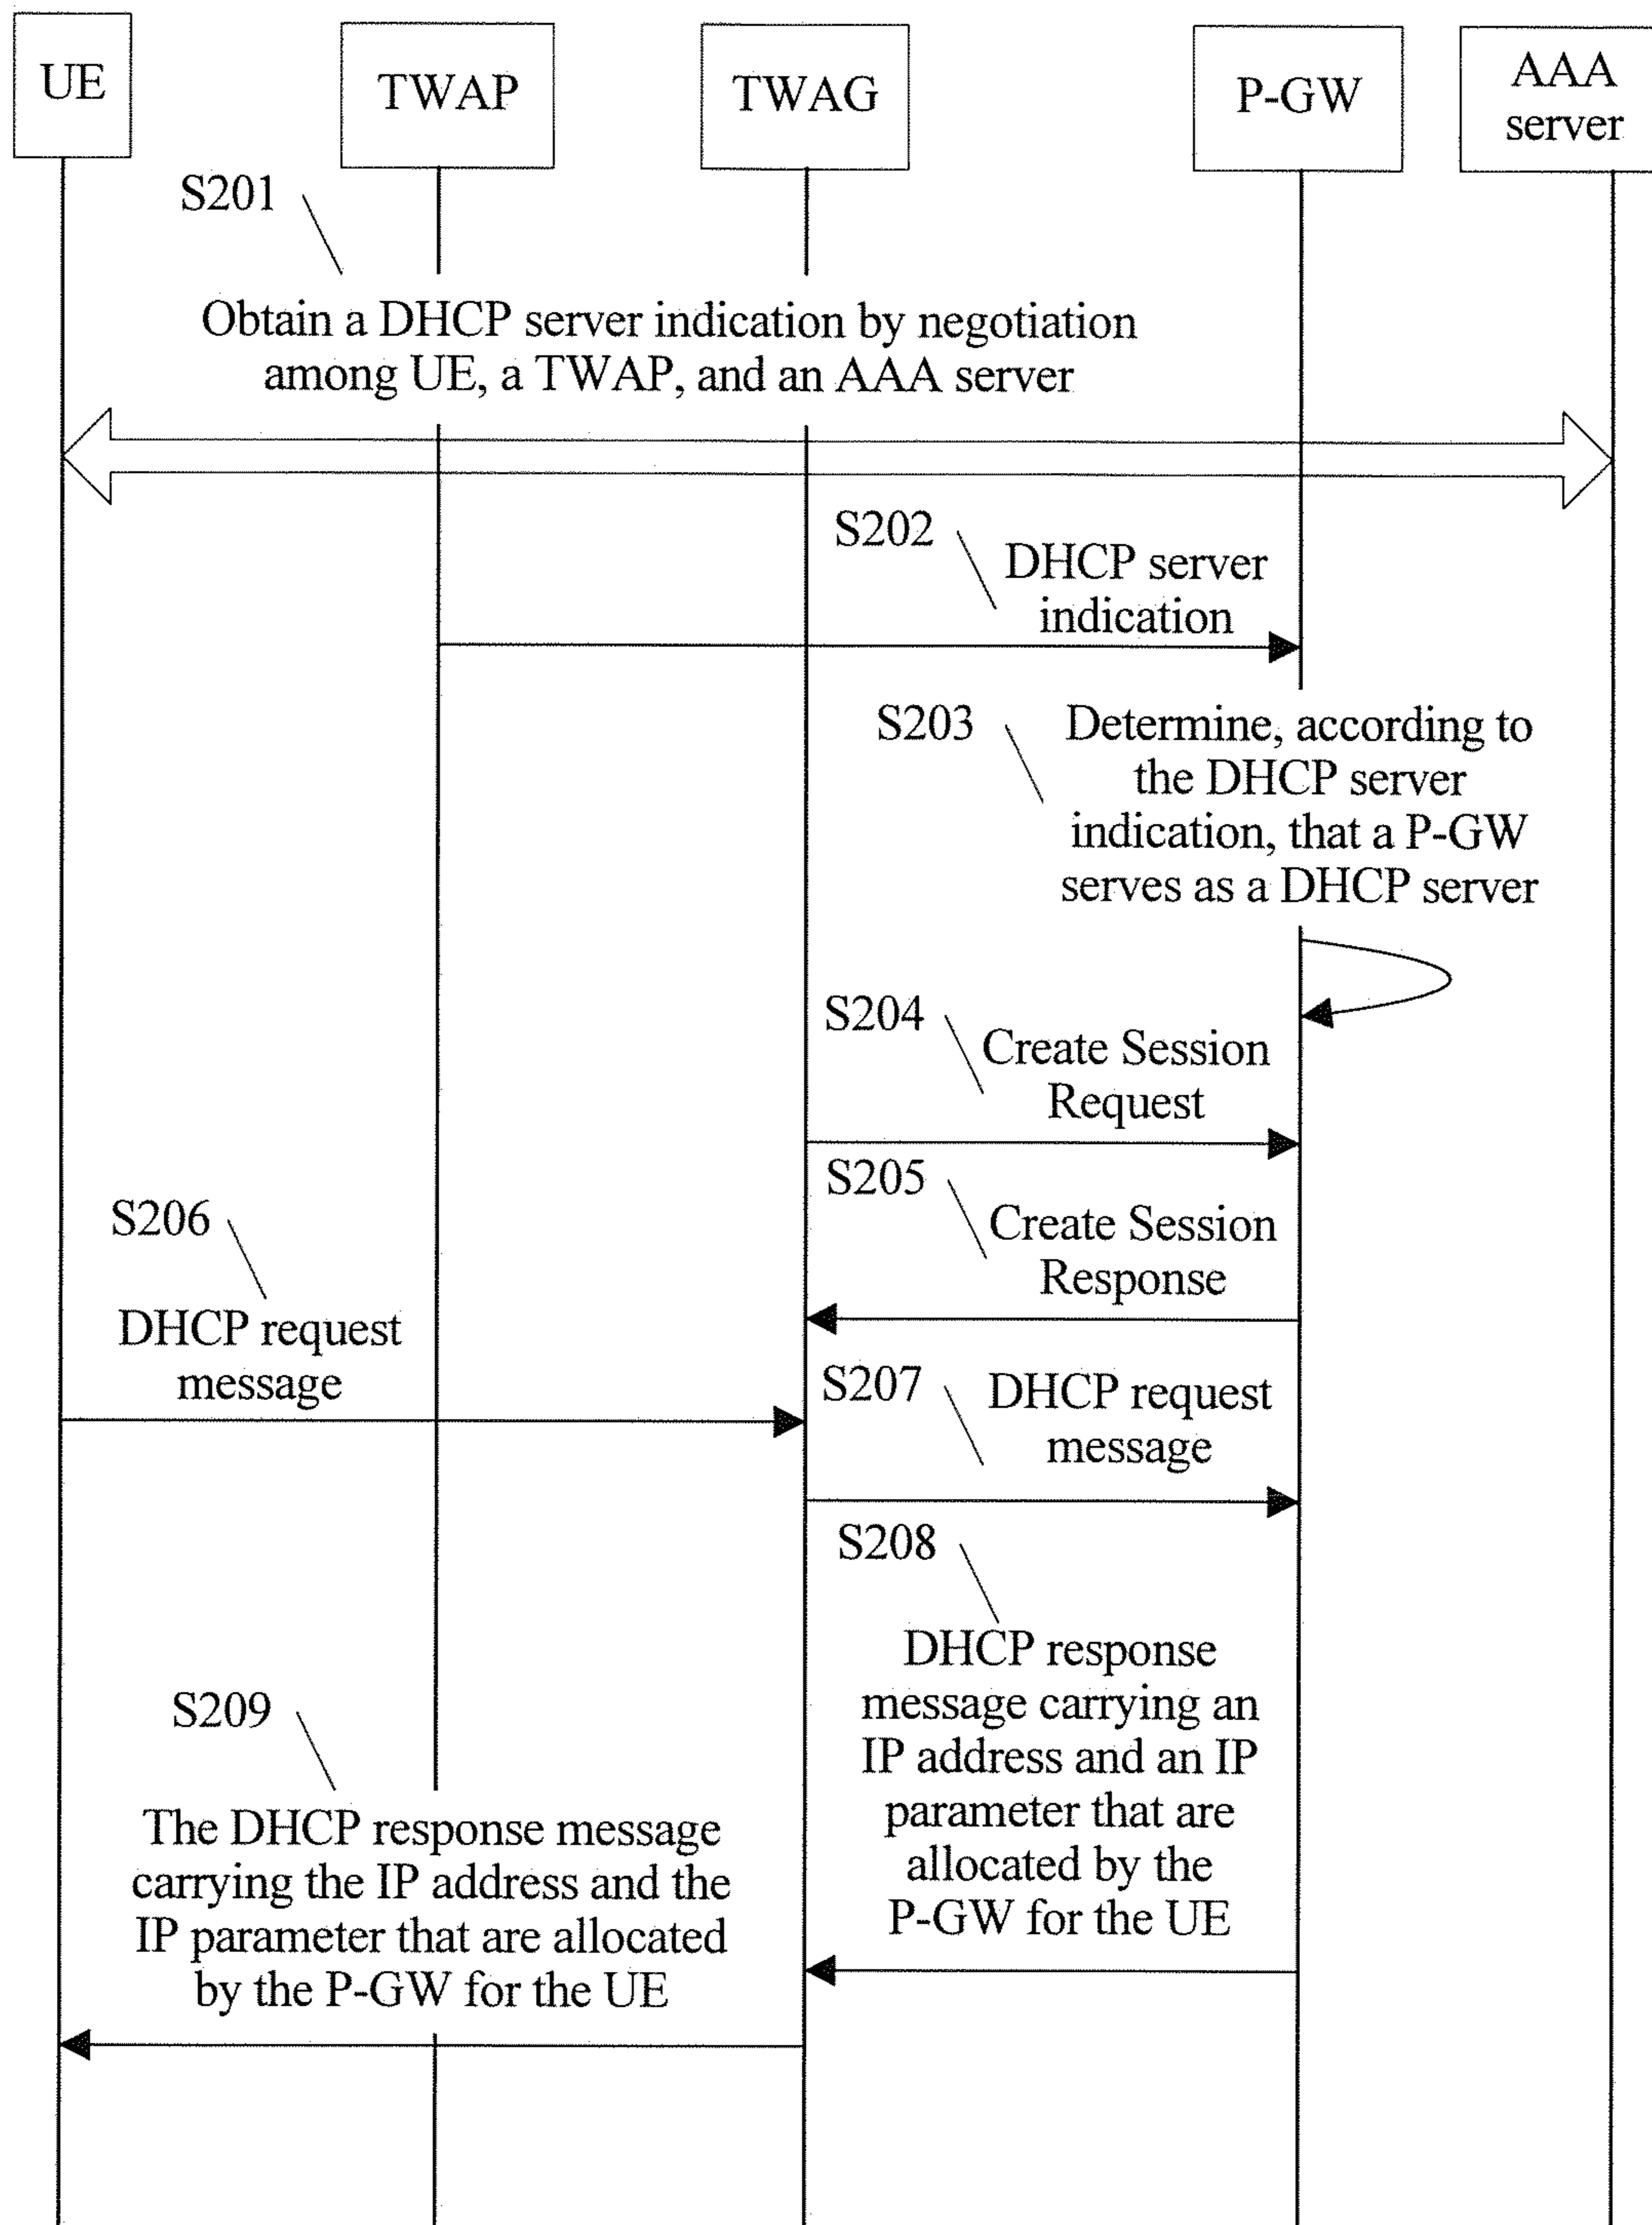 UE
TWAP
TWAG
P-GW
AAA
server
S201
Obtain a DHCP server indication by negotiation
among UE, a TWAP, and an AAA server
S202
DHCP server
indication
S203
Determine, according to
the DHCP server
indication, that a P-GW
serves as a DHCP server
S204
Create Session
Request
S205
Create Session
Response
S206
DHCP request
message
S207
DHCP request
message
S208
DHCP response
message carrying an
IP address and an IP
parameter that are
allocated by the
P-GW for the UE
S209
The DHCP response message
carrying the IP address and the
IP parameter that are allocated
by the P-GW for the UE